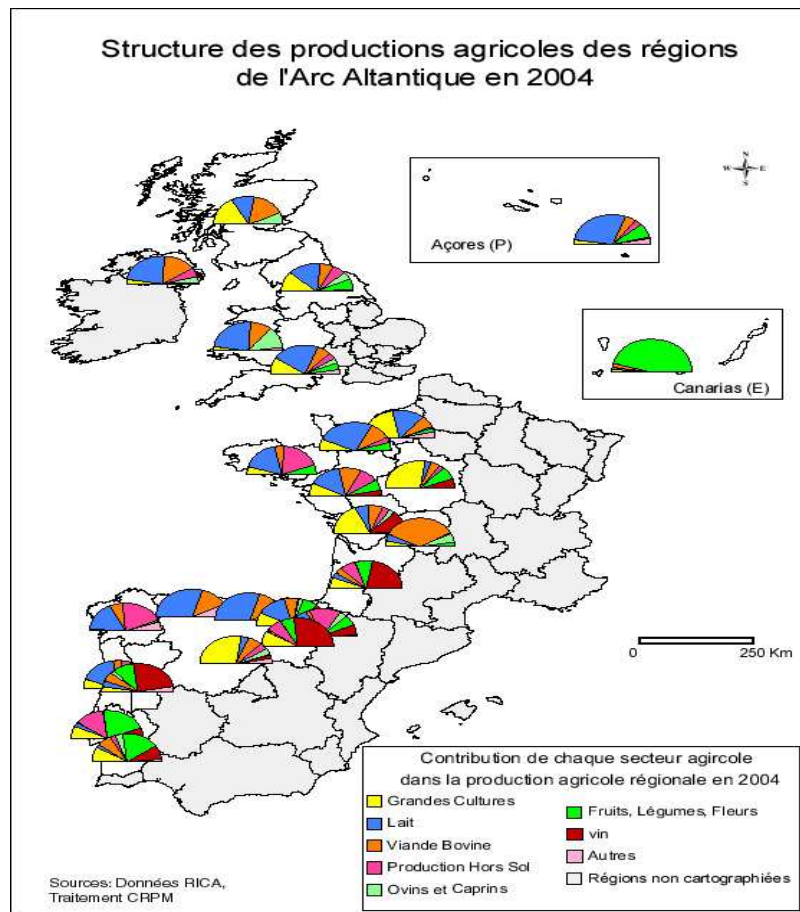 Structure des productions agricoles des régions
de l'Arc Altantique en 2004
N
W E
S
Açores (P)
Canarias (E)
0 250 Km
Contribution de chaque secteur agircole
dans la production agricole régionale en 2004
Grandes Cultures
Lait
Viande Bovine
Production Hors Sol
Ovins et Caprins
Fruits, Légumes, Fleurs
vin
Autres
Régions non cartographiées
Sources: Données RICA,
Traitement CRPM